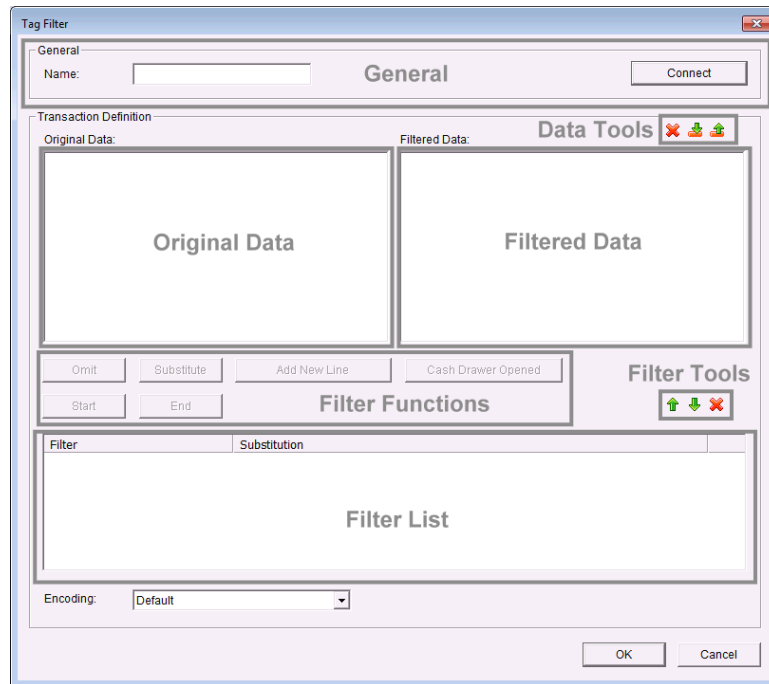 Tag Filter
General
Name:
General
Connect
Transaction Definition
Data Tools
Original Data:
Filtered Data:
Original Data
Filtered Data
Omit
Substitute
Add New Line
Cash Drawer Opened
Filter Tools
Start
End
Filter Functions
Filter
Substitution
Filter List
Encoding:
Default
OK
Cancel